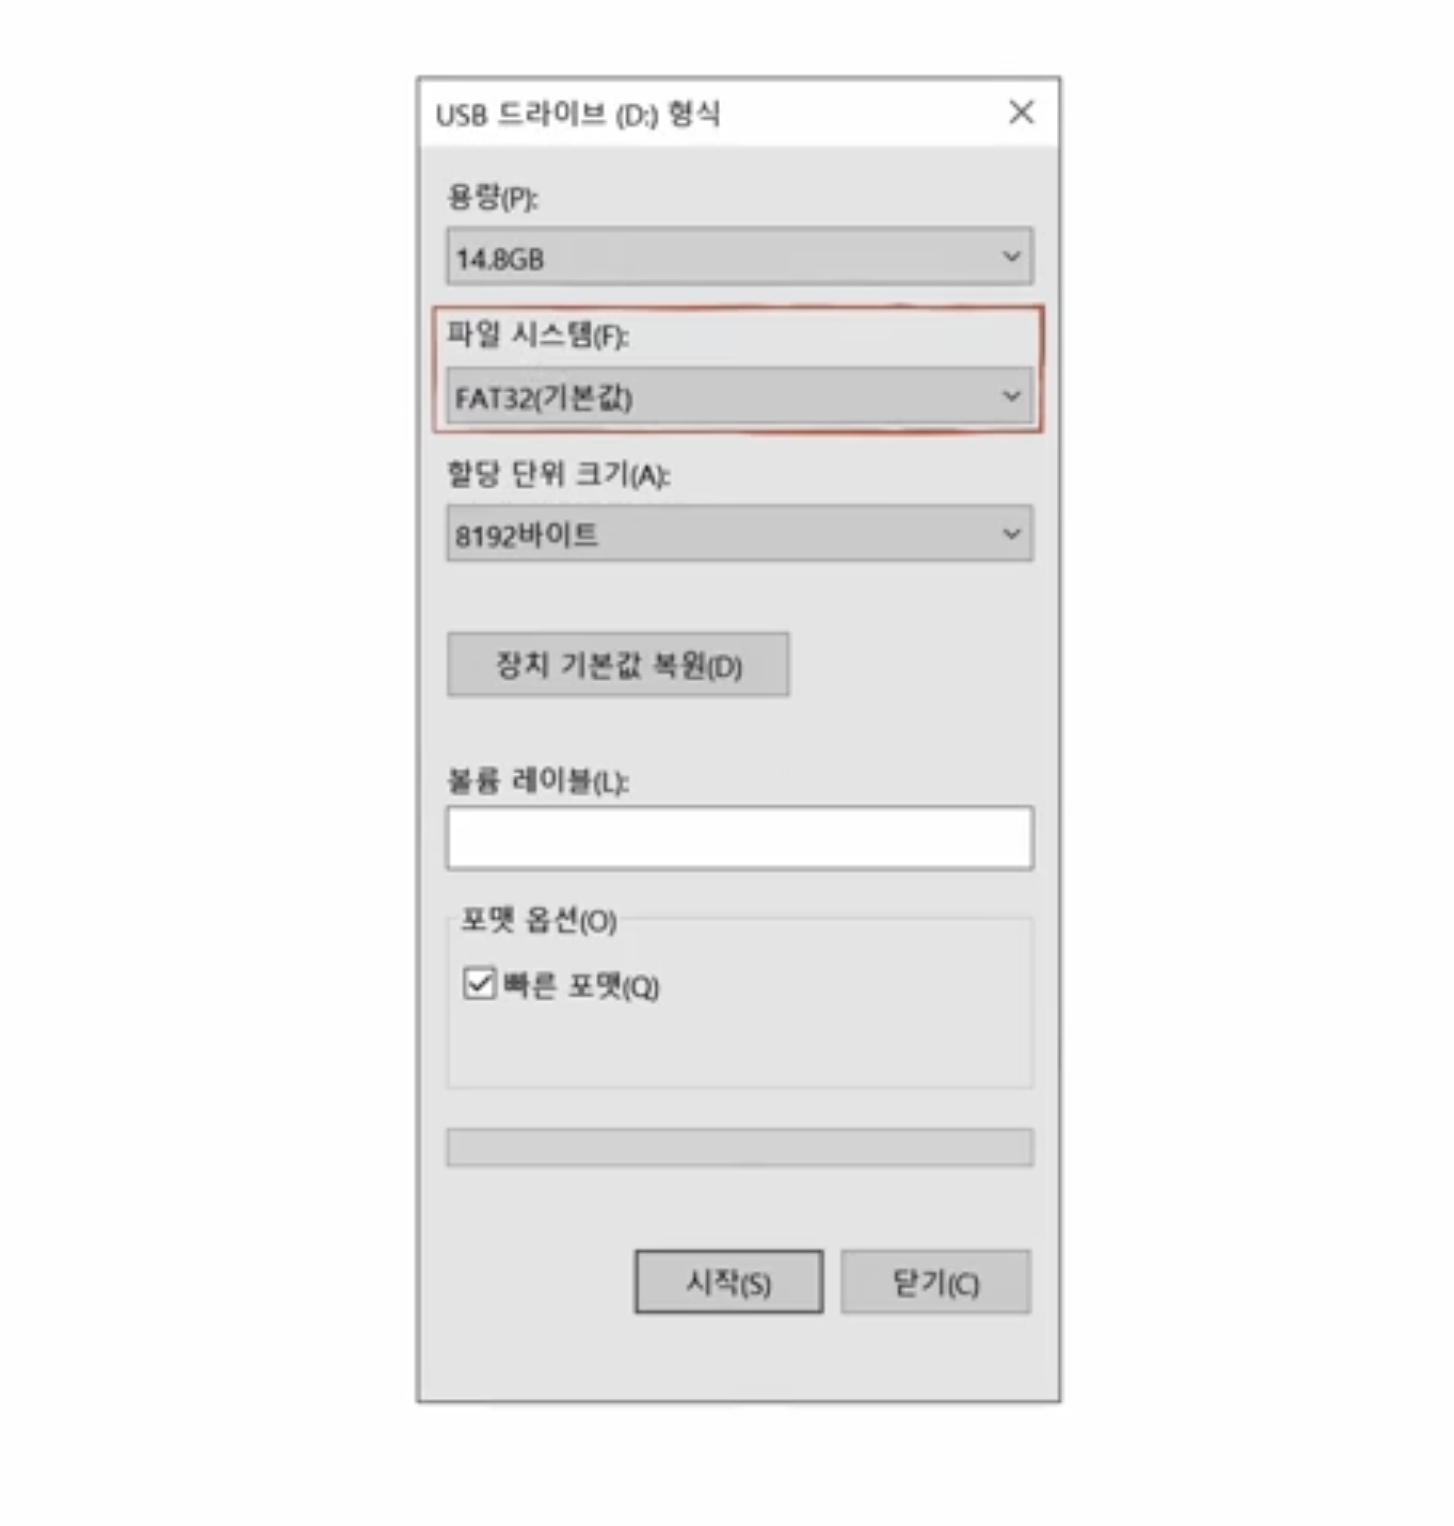 USB 드라이브 (D:) 형식
용량(P):
14.8GB
파일 시스템(F):
FAT32(기본값)
할당 단위 크기(A):
8192바이트
장치 기본값 복원(D)
볼륨 레이블(L):
포맷 옵션(O)
빠른 포맷(Q)
시작(S)
닫기(C)